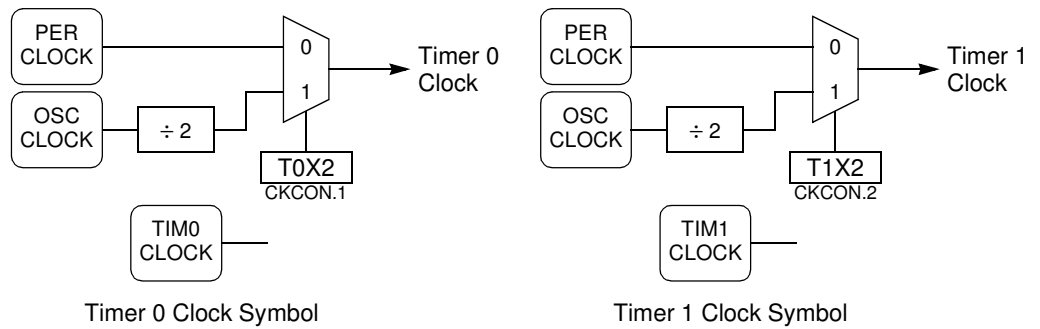 PER
CLOCK
0
Timer 0
Clock
1
OSC
CLOCK
÷ 2
T0X2
CKCON.1
TIM0
CLOCK
Timer 0 Clock Symbol
PER
CLOCK
0
Timer 1
Clock
1
OSC
CLOCK
÷ 2
T1X2
CKCON.2
TIM1
CLOCK
Timer 1 Clock Symbol